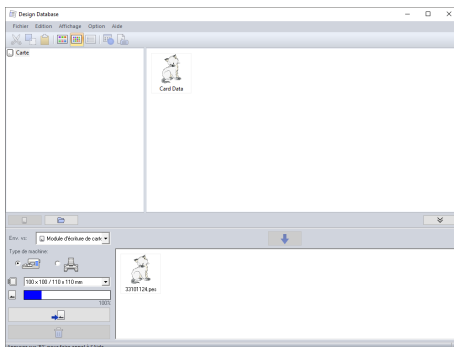 Design Database
Fichier Edition Affichage Option Aide
Carte
Card Data
Env. vs
Module d'écriture de carte
Type de machine:
100 x 100 / 110 x 110 mm
100%
33101124.pes